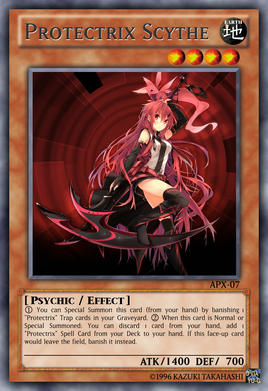 PROTECTRIX SCYTHE
EARTH
地
APX-07
[ PSYCHIC / EFFECT ]
① You can Special Summon this card (from your hand) by banishing 1
"Protectrix" Trap cards in your Graveyard. ② When this card is Normal or
Special Summoned: You can discard 1 card from your hand, add 1
"Protectrix" Spell Card from your Deck to your hand. If this face-up card
would leave the field, banish it instead.
ATK/1400 DEF/ 700
©1996 KAZUKI TAKAHASHI